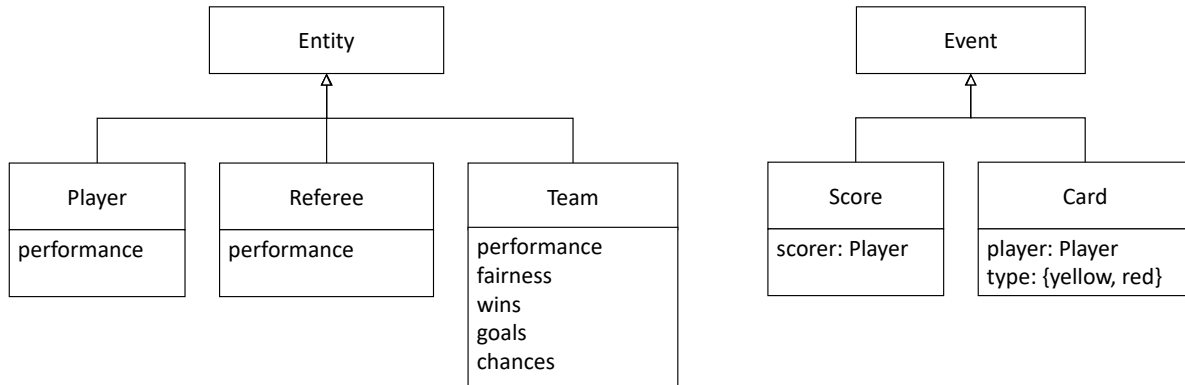 Entity
Event
Player
Referee
Team
Score
Card
performance
performance
performance
fairness
wins
goals
chances
scorer: Player
player: Player
type: {yellow, red}